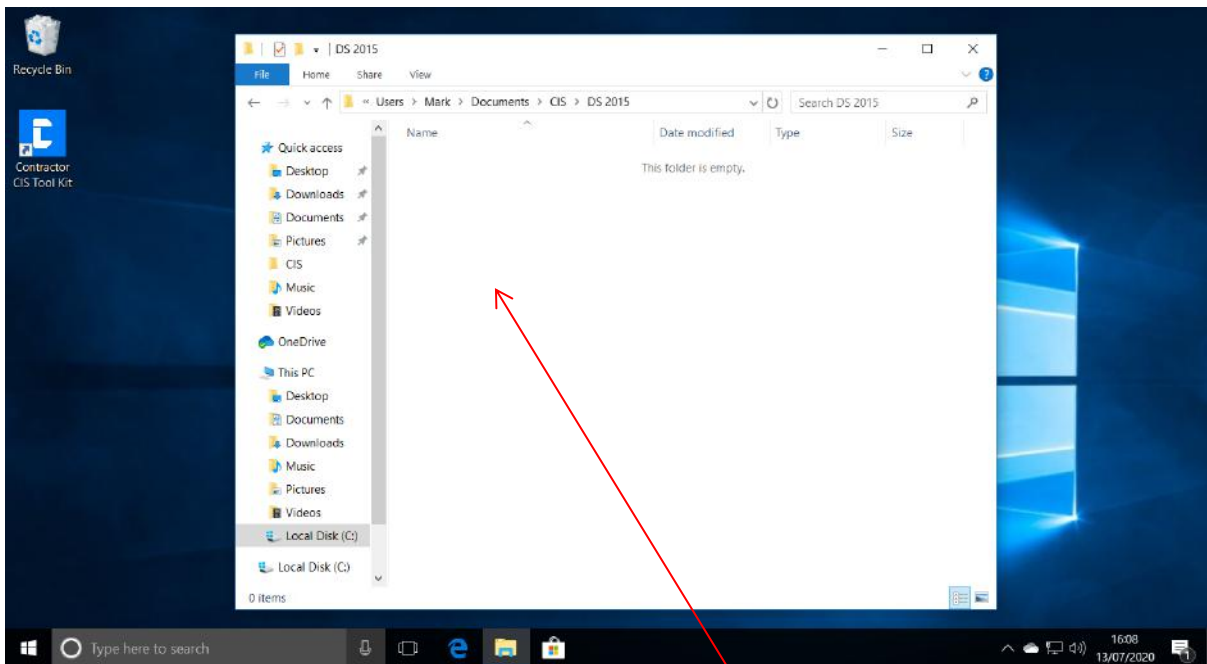 Recycle Bin
Contractor
CIS Tool Kit
DS 2015
File Home Share View
« Users > Mark > Documents > CIS > DS 2015
Search DS 2015
Name Date modified Type Size
This folder is empty.
Quick access
Desktop
Downloads
Documents
Pictures
CIS
Music
Videos
OneDrive
This PC
Desktop
Documents
Downloads
Music
Pictures
Videos
Local Disk (C:)
Local Disk (C:)
0 items
Type here to search
16:08
13/07/2020
1